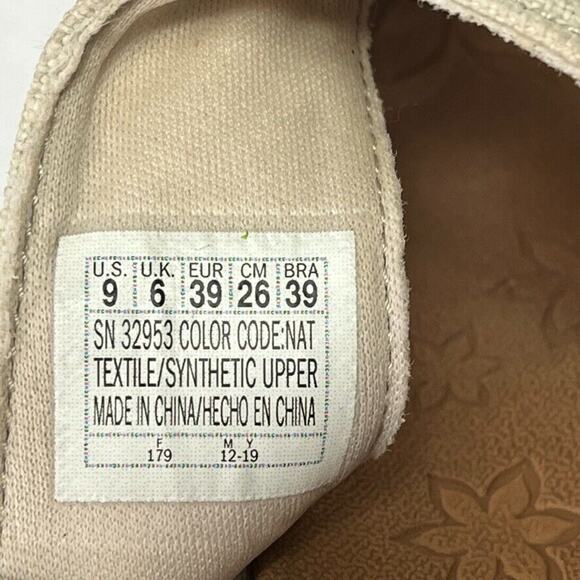 U.S. U.K. EUR CM BRA
9 6 39 26 39
SN 32953 COLOR CODE:NAT
TEXTILE/SYNTHETIC UPPER
MADE IN CHINA/HECHO EN CHINA
F M Y
179 12-19